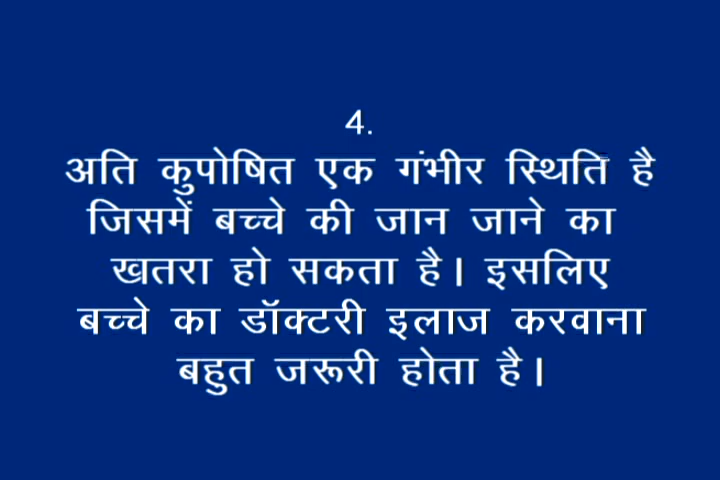 4.
अति कुपोषित एक गंभीर स्थिति है
जिसमें बच्चे की जान जाने का
खतरा हो सकता है। इसलिए
बच्चे का डॉक्टरी इलाज करवाना
बहुत जरूरी होता है।